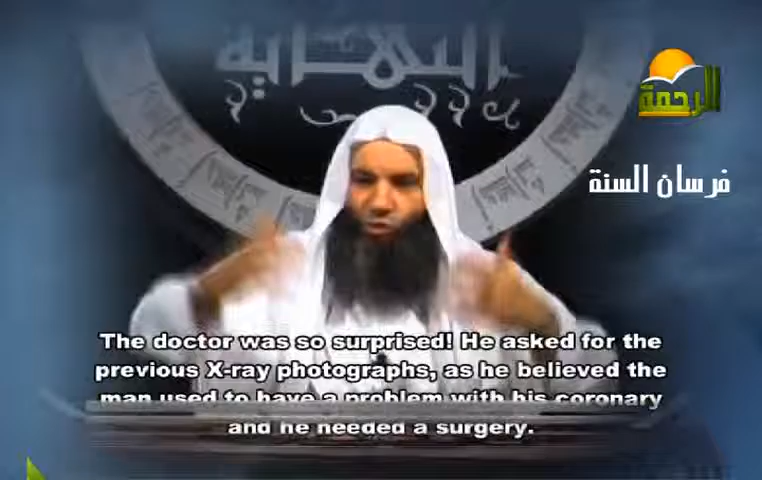 البهداية
الرحمة
فرسان السنة
The doctor was so surprised! He asked for the
previous X-ray photographs, as he believed the
man used to have a problem with his coronary
and he needed a surgery.